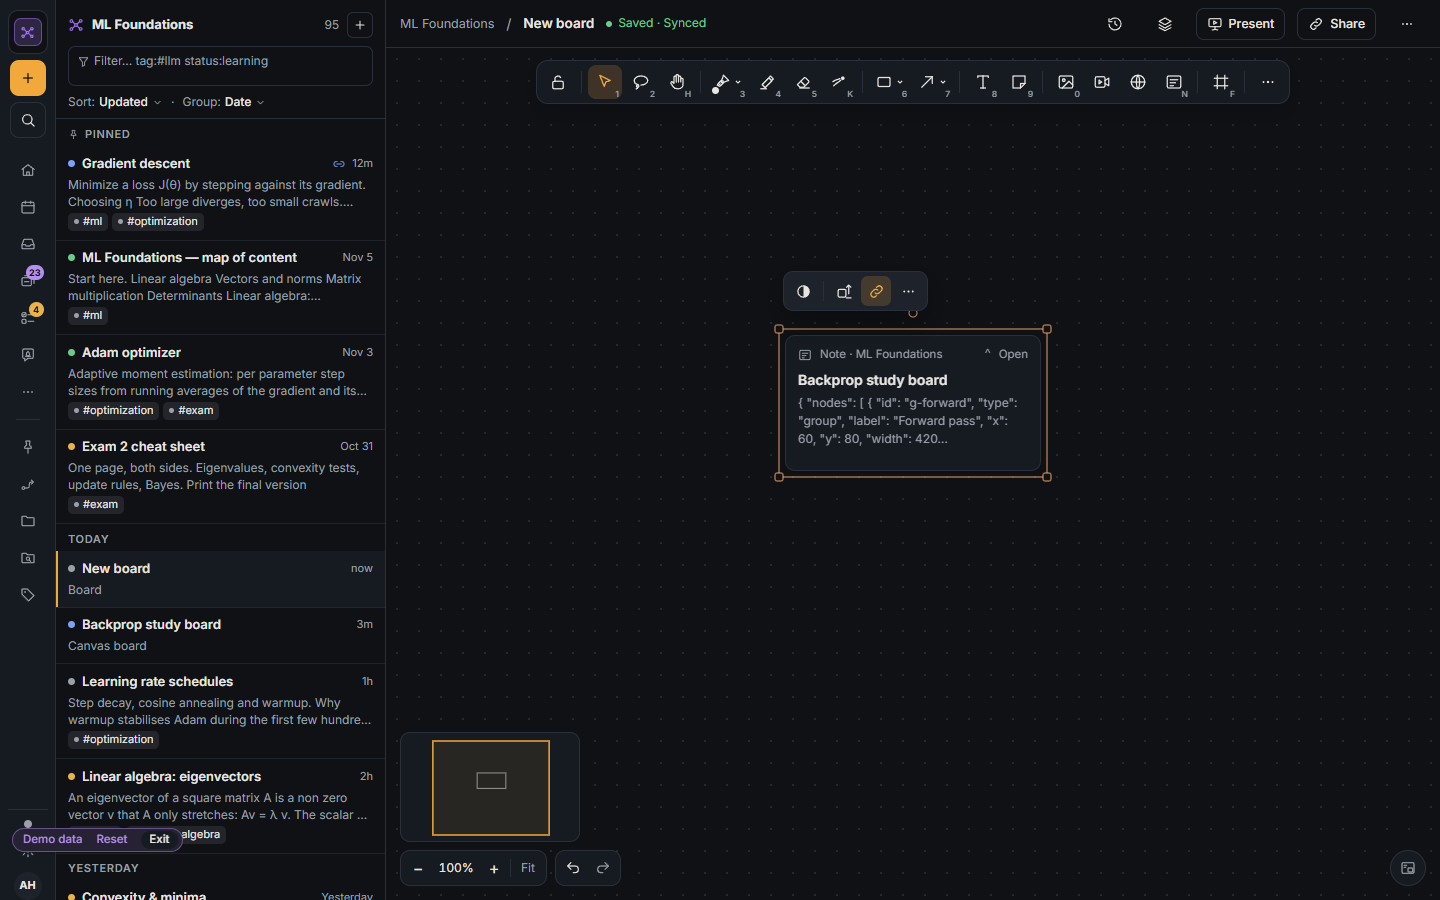 ML Foundations
95
Filter... tag:#llm status:learning
Sort: Updated · Group: Date
PINNED
Gradient descent
12m
Minimize a loss J(θ) by stepping against its gradient.
Choosing η Too large diverges, too small crawls....
#ml
#optimization
ML Foundations — map of content
Nov 5
Start here. Linear algebra Vectors and norms Matrix
multiplication Determinants Linear algebra:...
#ml
Adam optimizer
Nov 3
Adaptive moment estimation: per parameter step
sizes from running averages of the gradient and its...
#optimization
#exam
Exam 2 cheat sheet
Oct 31
One page, both sides. Eigenvalues, convexity tests,
update rules, Bayes. Print the final version
#exam
TODAY
New board
now
Board
Backprop study board
3m
Canvas board
Learning rate schedules
1h
Step decay, cosine annealing and warmup. Why
warmup stabilises Adam during the first few hundre...
#optimization
Linear algebra: eigenvectors
2h
An eigenvector of a square matrix A is a non zero
vector v that A only stretches: Av = λ v. The scalar ...
algebra
YESTERDAY
Convexity & minima
Yesterday
23
4
Demo data Reset Exit
AH
ML Foundations / New board
Saved · Synced
Present
Share
1
2
H
3
4
5
K
6
7
8
9
0
N
F
Note · ML Foundations
^ Open
Backprop study board
{ "nodes": [ { "id": "g-forward", "type":
"group", "label": "Forward pass", "x":
60, "y": 80, "width": 420...
− 100% + Fit